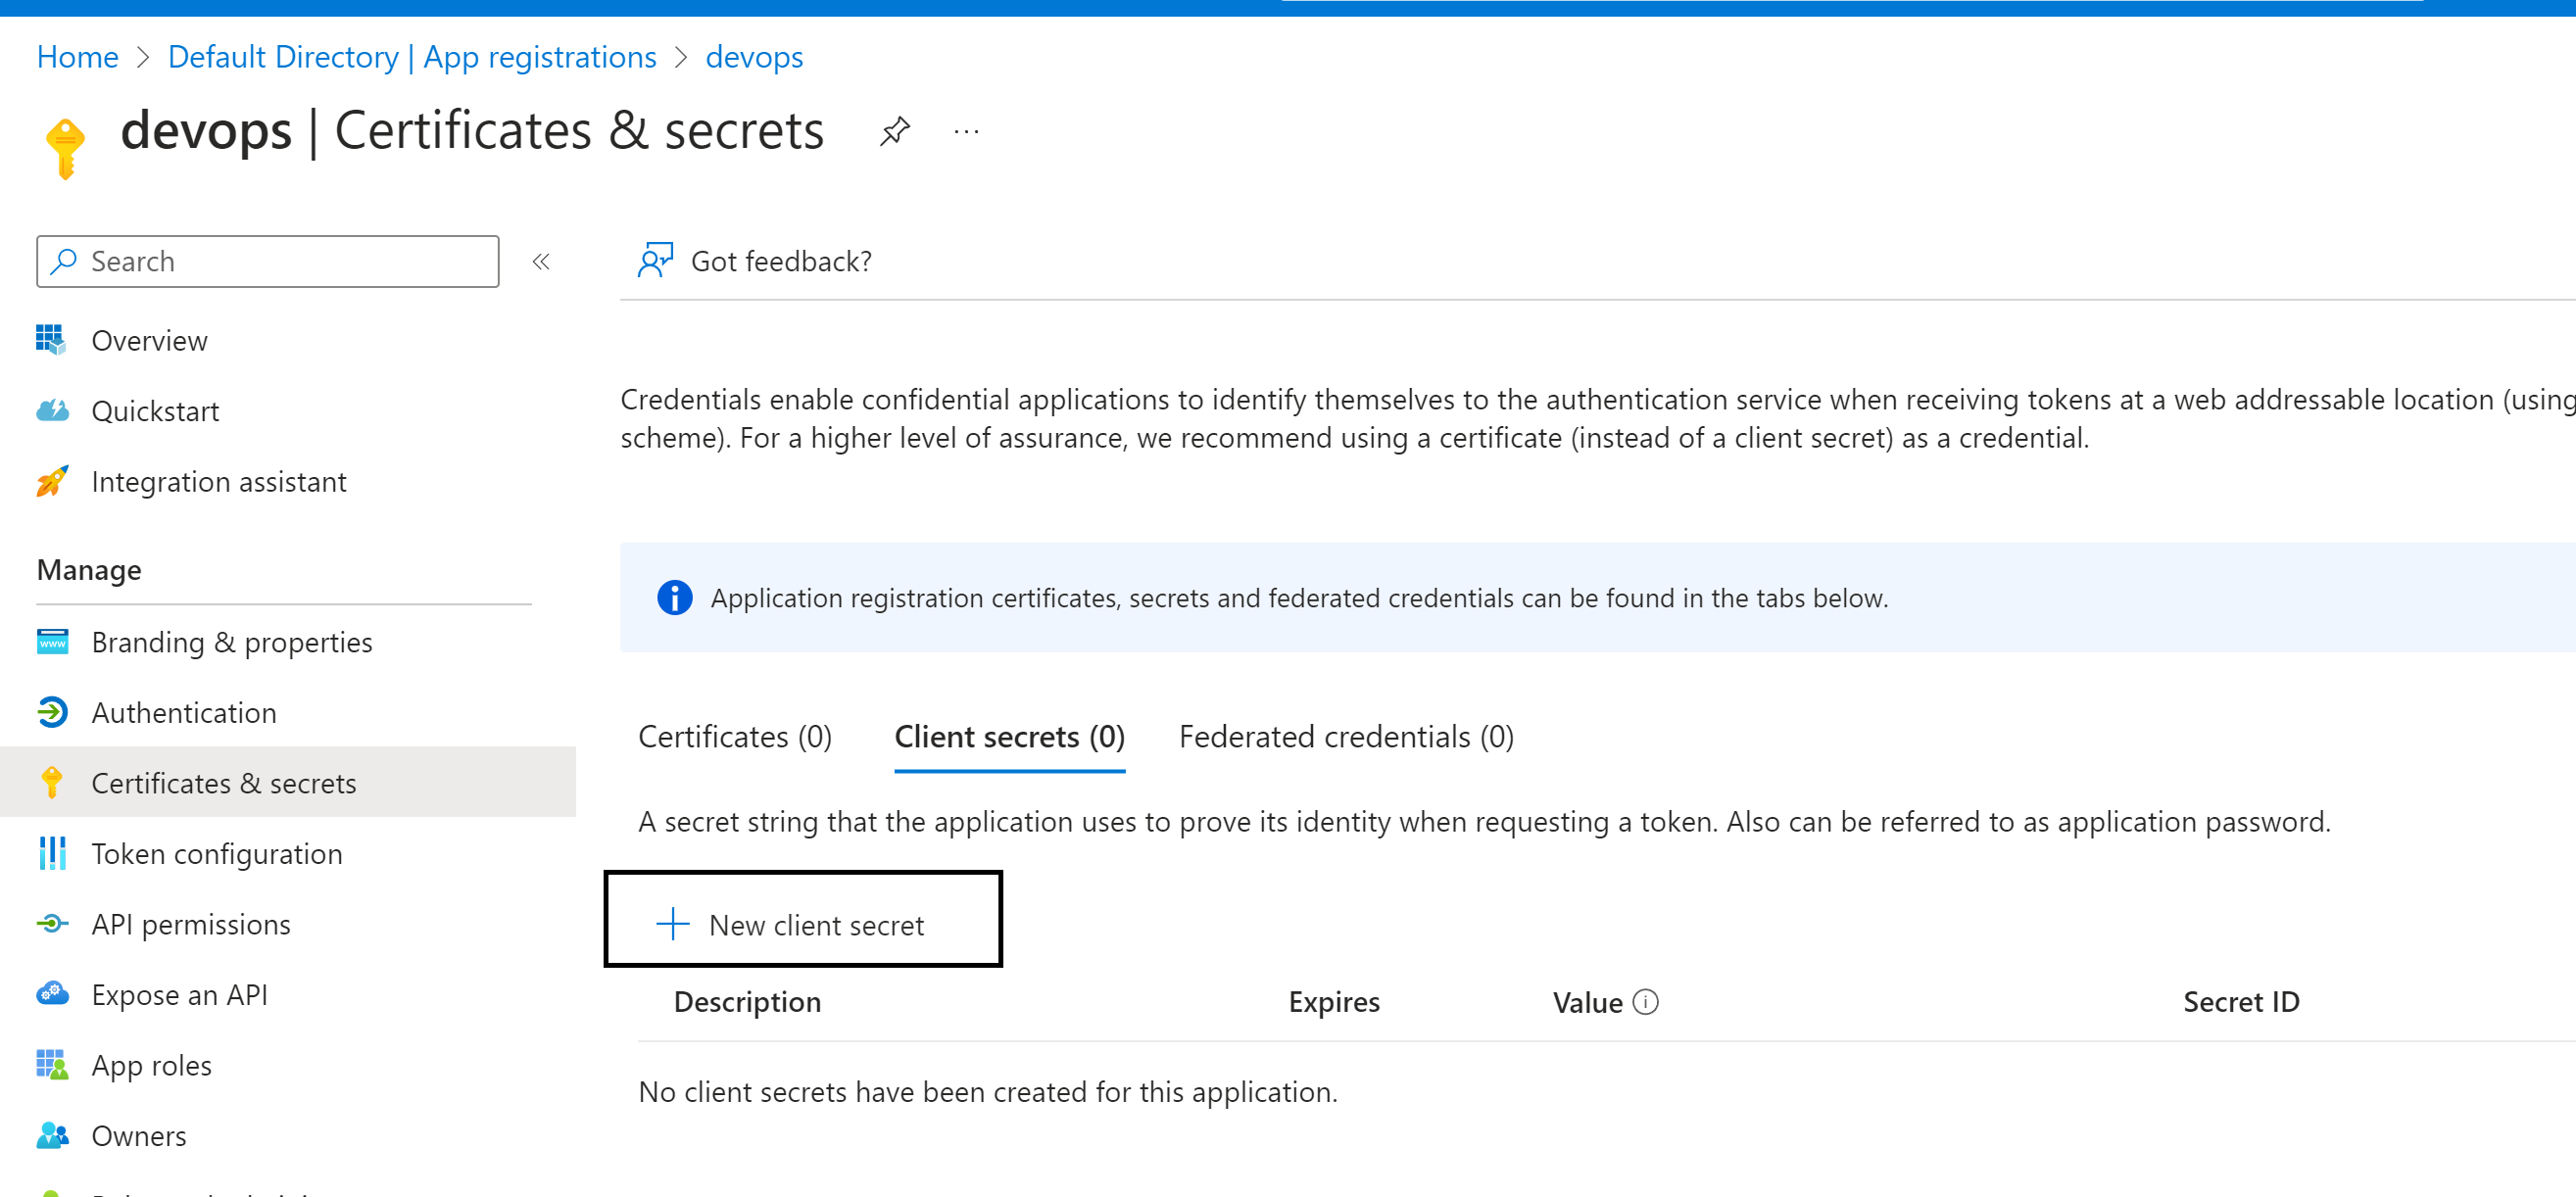 Home > Default Directory | App registrations > devops
devops | Certificates & secrets
...
Search
«
Got feedback?
Overview
Quickstart
Integration assistant
Manage
Branding & properties
Authentication
Certificates & secrets
Token configuration
API permissions
Expose an API
App roles
Owners
Credentials enable confidential applications to identify themselves to the authentication service when receiving tokens at a web addressable location (using
scheme). For a higher level of assurance, we recommend using a certificate (instead of a client secret) as a credential.
Application registration certificates, secrets and federated credentials can be found in the tabs below.
Certificates (0) Client secrets (0) Federated credentials (0)
A secret string that the application uses to prove its identity when requesting a token. Also can be referred to as application password.
+ New client secret
Description Expires Value Secret ID
No client secrets have been created for this application.